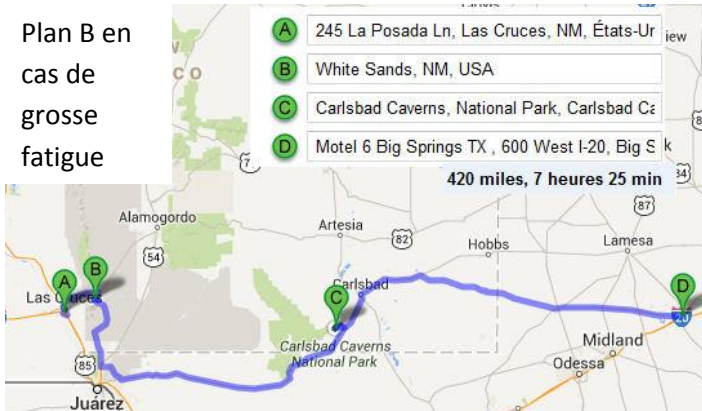 Plan B en
cas de
grosse
fatigue
A 245 La Posada Ln, Las Cruces, NM, États-Ur
B White Sands, NM, USA
C Carlsbad Caverns, National Park, Carlsbad Ca
D Motel 6 Big Springs TX , 600 West I-20, Big S
420 miles, 7 heures 25 min
iew
CO
84
87
Alamogordo
Artesia
54
82
Hobbs
Lamesa
A
B
Las Cruces
Carlsbad
C
D
20
Carlsbad Caverns
National Park
Midland
Odessa
85
Juárez